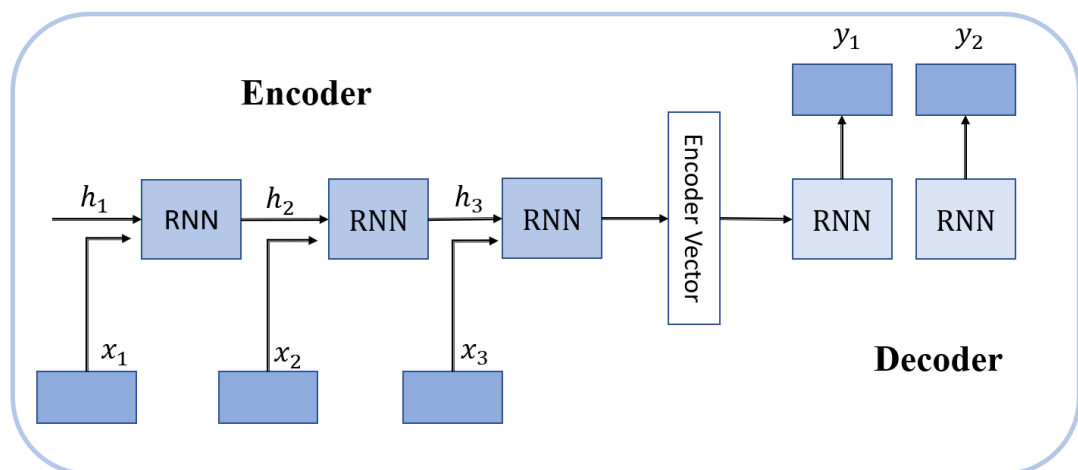 y₁ y₂
Encoder
h₁ RNN h₂ RNN h₃ RNN Encoder Vector RNN RNN
x₁ x₂ x₃
Decoder